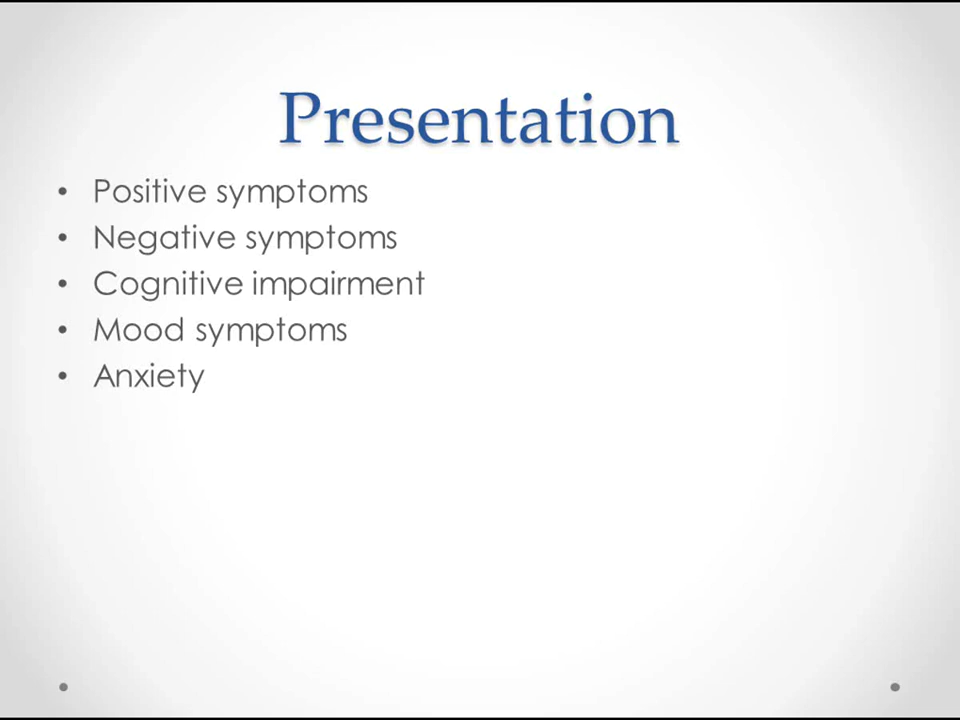 Presentation
• Positive symptoms
• Negative symptoms
• Cognitive impairment
• Mood symptoms
• Anxiety